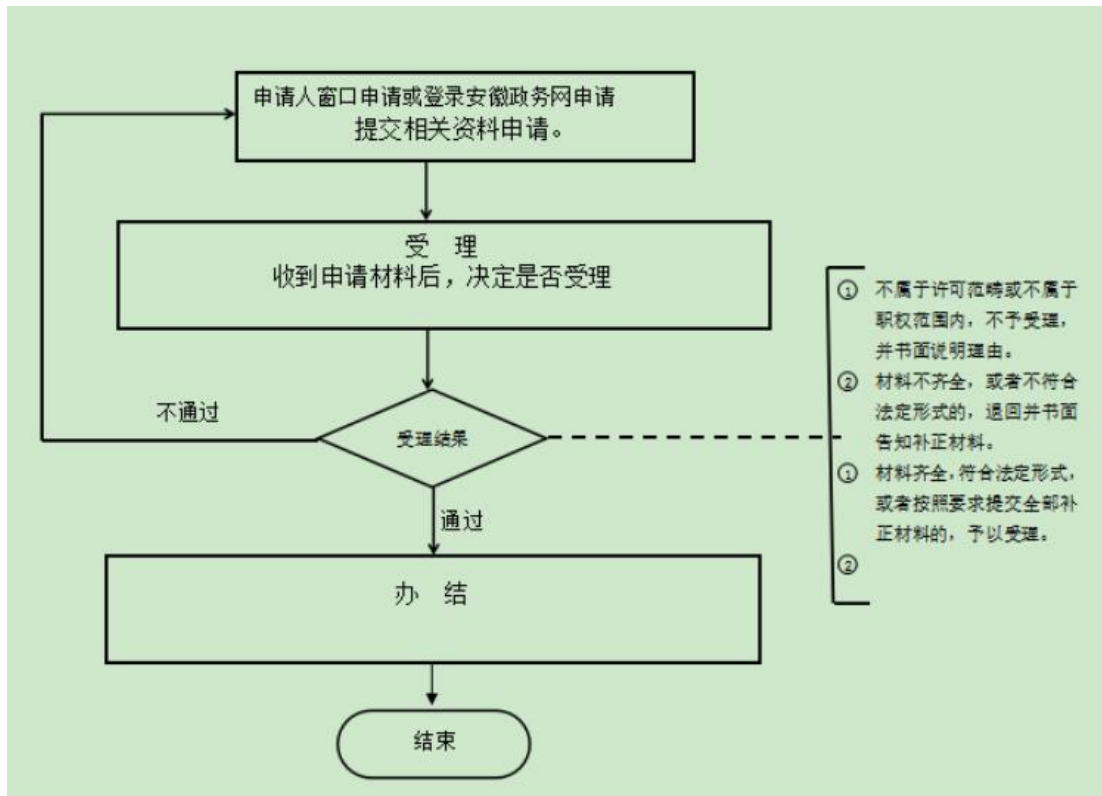 申请人窗口申请或登录安徽政务网申请
提交相关资料申请。
受 理
收到申请材料后，决定是否受理
① 不属于许可范畴或不属于
职权范围内，不予受理，
并书面说明理由。
② 材料不齐全，或者不符合
法定形式的，退回并书面
告知补正材料。
① 材料齐全，符合法定形式，
或者按照要求提交全部补
正材料的，予以受理。
②
不通过
受理结果
通过
办 结
结束